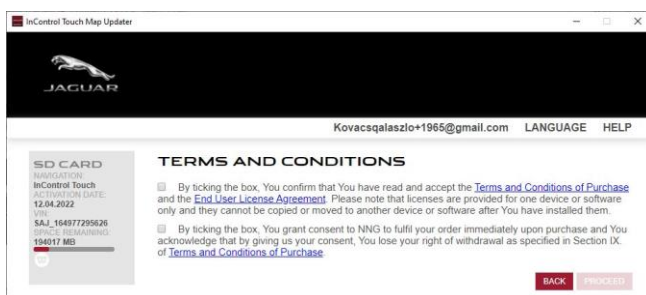 InControl Touch Map Updater
JAGUAR
Kovacsqalaszlo+1965@gmail.com LANGUAGE HELP
SD CARD
NAVIGATION:
InControl Touch
ACTIVATION DATE:
12.04.2022
VIN:
SAJ_164977295626
SPACE REMAINING:
194017 MB
TERMS AND CONDITIONS
By ticking the box, You confirm that You have read and accept the Terms and Conditions of Purchase
and the End User License Agreement. Please note that licenses are provided for one device or software
only and they cannot be copied or moved to another device or software after You have installed them.
By ticking the box, You grant consent to NNG to fulfil your order immediately upon purchase and You
acknowledge that by giving us your consent, You lose your right of withdrawal as specified in Section IX.
of Terms and Conditions of Purchase.
BACK PROCEED